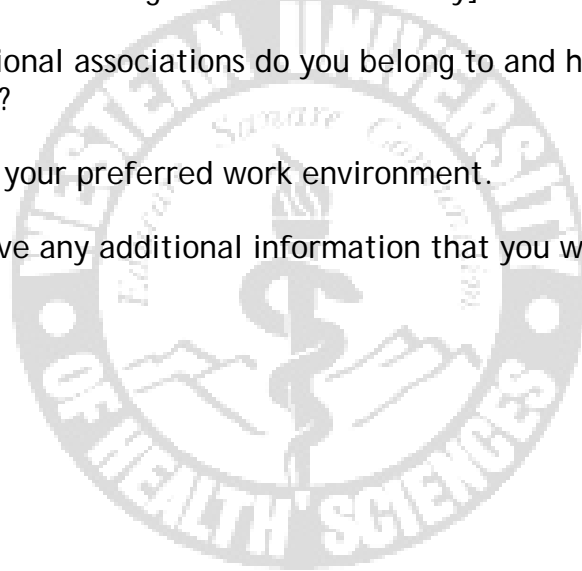 ional associations do you belong to and h
?
your preferred work environment.
ve any additional information that you w
WESTERN UNIVERSITY
Sanare
OF HEALTH SCIENCES